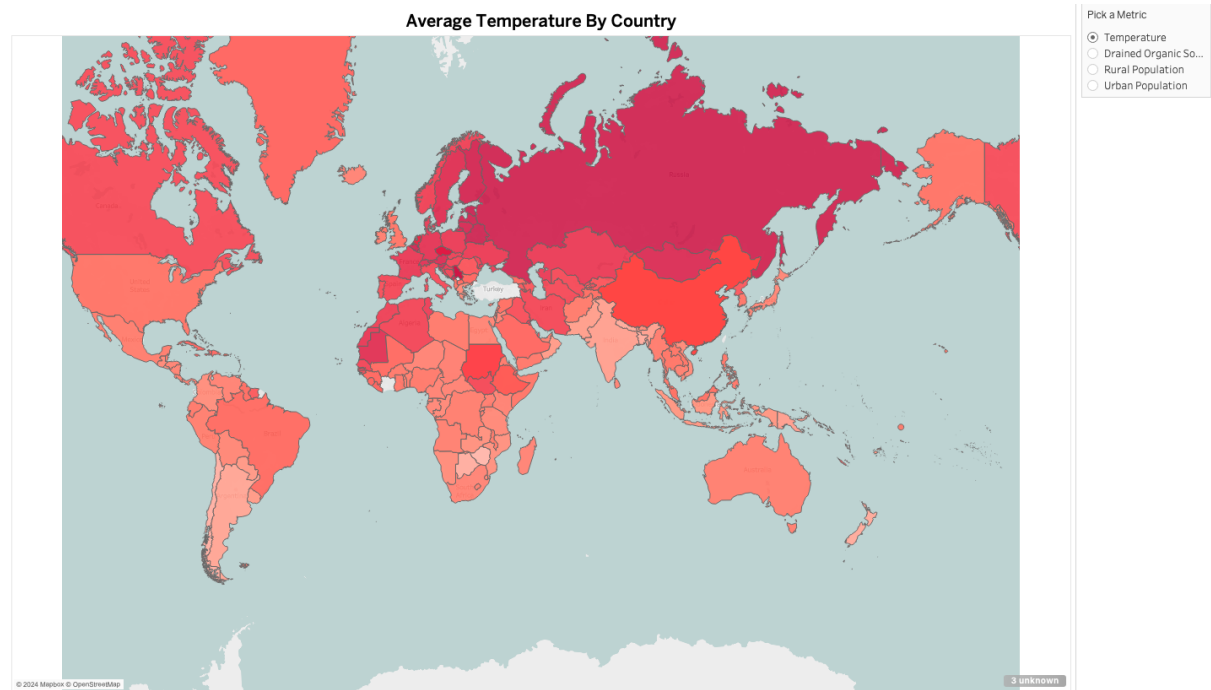 Average Temperature By Country
Pick a Metric
Temperature
Drained Organic So...
Rural Population
Urban Population
Turkey
© 2024 Mapbox © OpenStreetMap
3 unknown